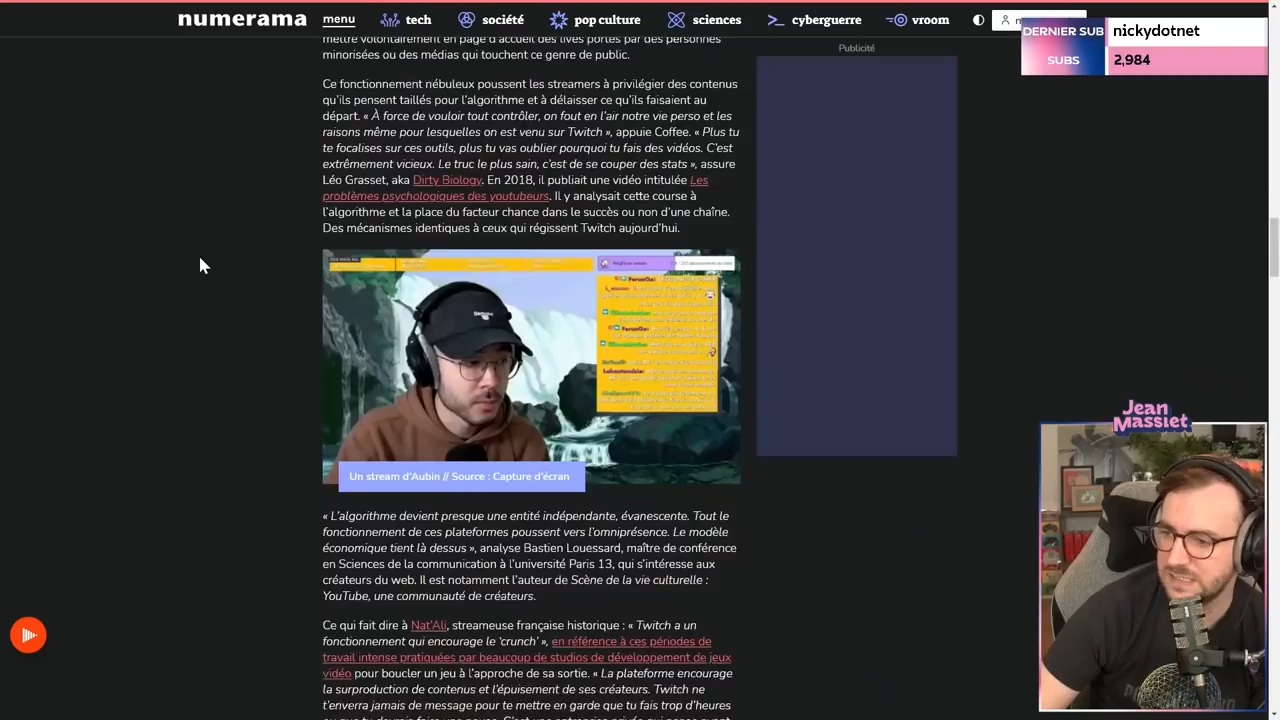 numerama
menu
tech
société
pop culture
sciences
cyberguerre
vroom
DERNIER SUB
nickydotnet
SUBS
2,984
mettre volontairement en page d'accueil des lives portés par des personnes
minorisées ou des médias qui touchent ce genre de public.
Publicité
Ce fonctionnement nébuleux poussent les streamers à privilégier des contenus
qu'ils pensent taillés pour l'algorithme et à délaisser ce qu'ils faisaient au
départ. « À force de vouloir tout contrôler, on fout en l'air notre vie perso et les
raisons même pour lesquelles on est venu sur Twitch », appuie Coffee. « Plus tu
te focalises sur ces outils, plus tu vas oublier pourquoi tu fais des vidéos. C'est
extrêmement vicieux. Le truc le plus sain, c'est de se couper des stats », assure
Léo Grasset, aka Dirty Biology. En 2018, il publiait une vidéo intitulée Les
problèmes psychologiques des youtubeurs. Il y analysait cette course à
l'algorithme et la place du facteur chance dans le succès ou non d'une chaîne.
Des mécanismes identiques à ceux qui régissent Twitch aujourd'hui.
Un stream d'Aubin // Source : Capture d'écran
Jean
Massiet
« L'algorithme devient presque une entité indépendante, évanescente. Tout le
fonctionnement de ces plateformes poussent vers l'omniprésence. Le modèle
économique tient là dessus », analyse Bastien Louessard, maître de conférence
en Sciences de la communication à l'université Paris 13, qui s'intéresse aux
créateurs du web. Il est notamment l'auteur de Scène de la vie culturelle :
YouTube, une communauté de créateurs.
Ce qui fait dire à Nat'Ali, streameuse française historique : « Twitch a un
fonctionnement qui encourage le 'crunch' », en référence à ces périodes de
travail intense pratiquées par beaucoup de studios de développement de jeux
vidéo pour boucler un jeu à l'approche de sa sortie. « La plateforme encourage
la surproduction de contenus et l'épuisement de ses créateurs. Twitch ne
t'enverra jamais de message pour te mettre en garde que tu fais trop d'heures